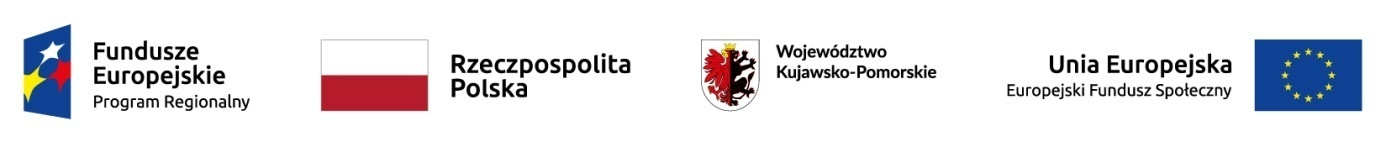 Fundusze
Europejskie
Program Regionalny
Rzeczpospolita
Polska
Województwo
Kujawsko-Pomorskie
Unia Europejska
Europejski Fundusz Społeczny